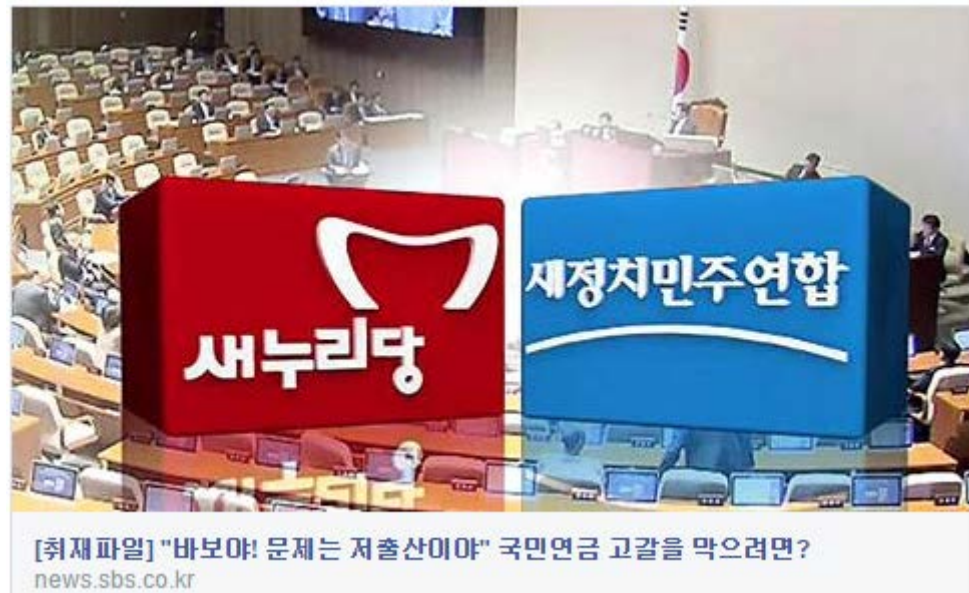 새누리당
새정치민주연합
[취재파일] "바보야! 문제는 저출산이야" 국민연금 고갈을 막으려면?
news.sbs.co.kr